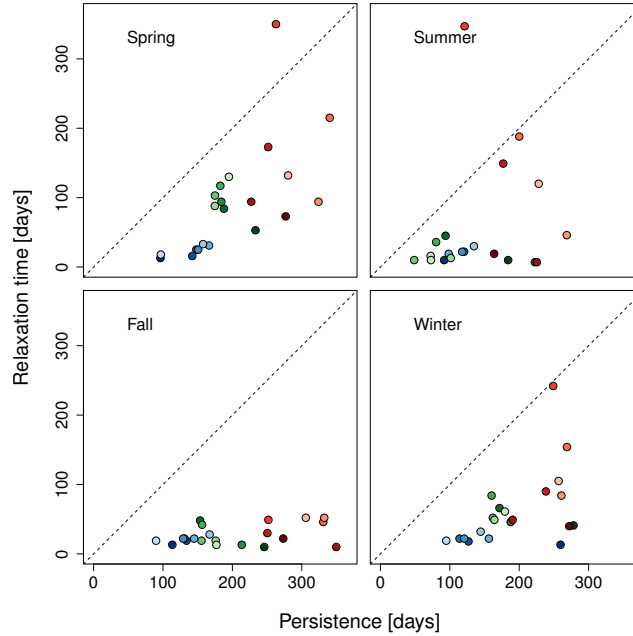 Spring
Summer
300
200
100
0
Relaxation time [days]
Fall
Winter
300
200
100
0
0 100 200 300
0 100 200 300
Persistence [days]